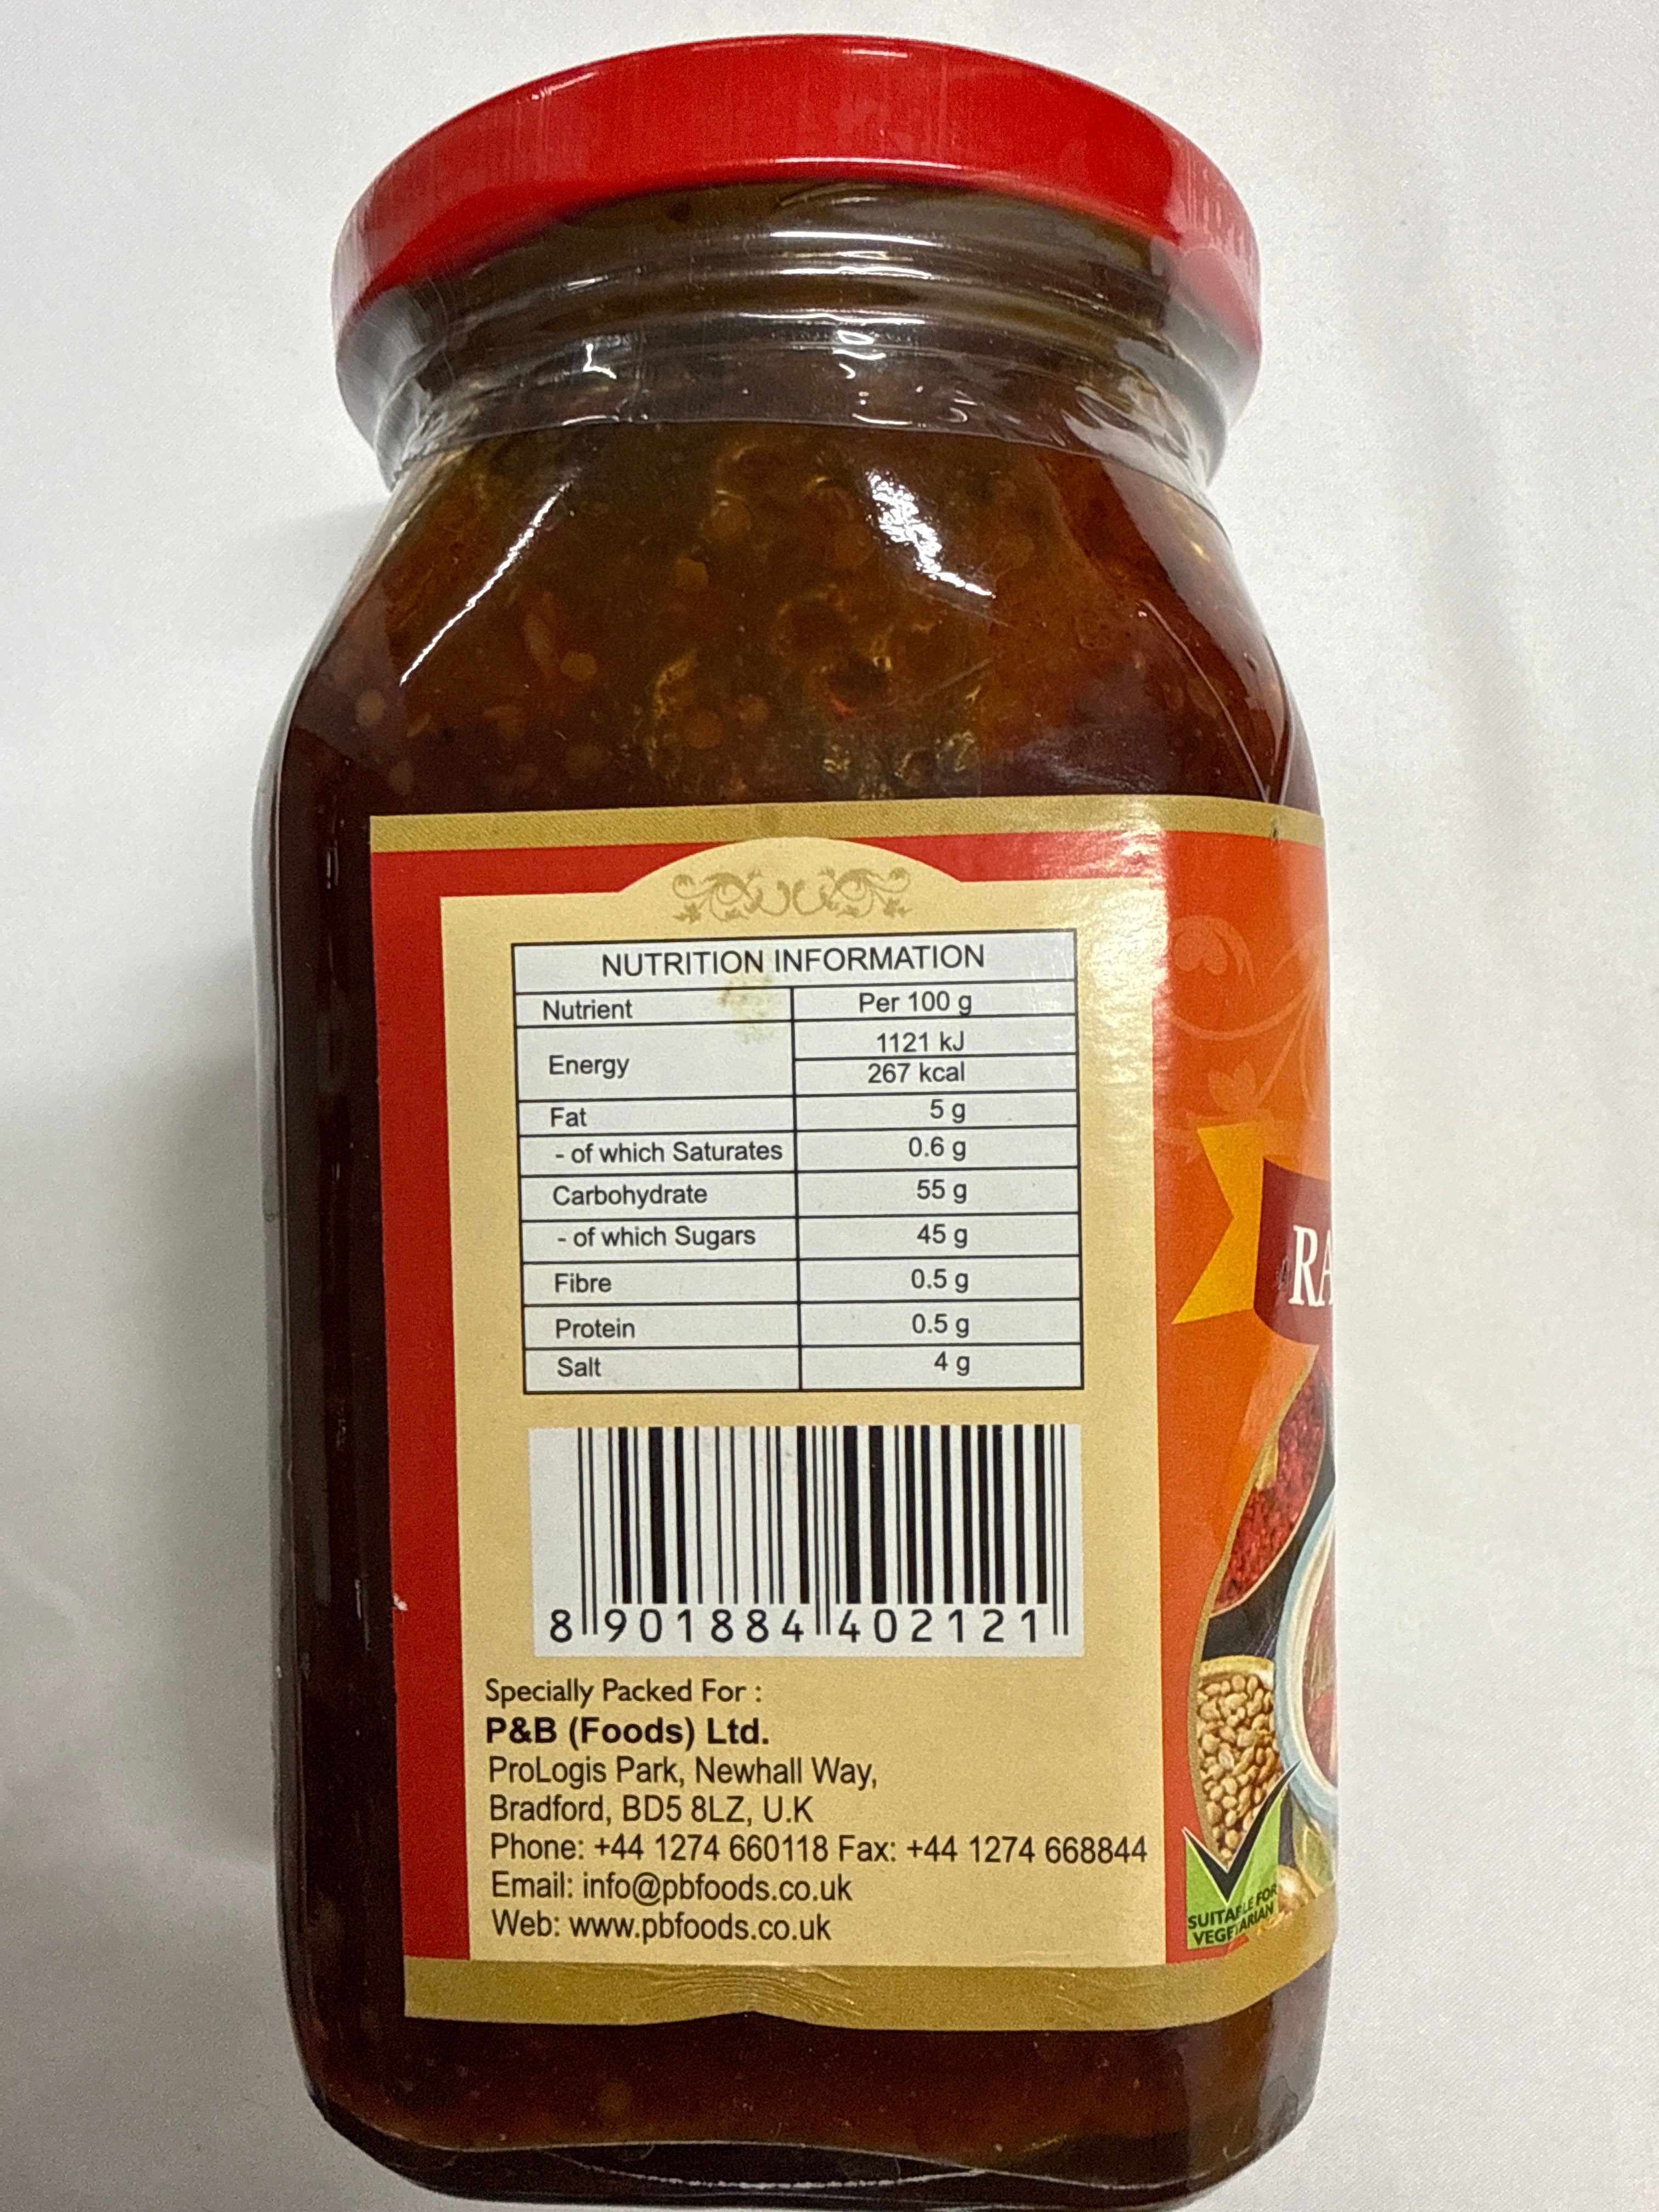 NUTRITION INFORMATION
Nutrient Per 100 g
Energy 1121 kJ
267 kcal
Fat 5 g
- of which Saturates 0.6 g
Carbohydrate 55 g
- of which Sugars 45 g
Fibre 0.5 g
Protein 0.5 g
Salt 4 g
8 901884 402121
Specially Packed For :
P&B (Foods) Ltd.
ProLogis Park, Newhall Way,
Bradford, BD5 8LZ, U.K
Phone: +44 1274 660118 Fax: +44 1274 668844
Email: info@pbfoods.co.uk
Web: www.pbfoods.co.uk
RA
SUITABLE FOR
VEGETARIAN